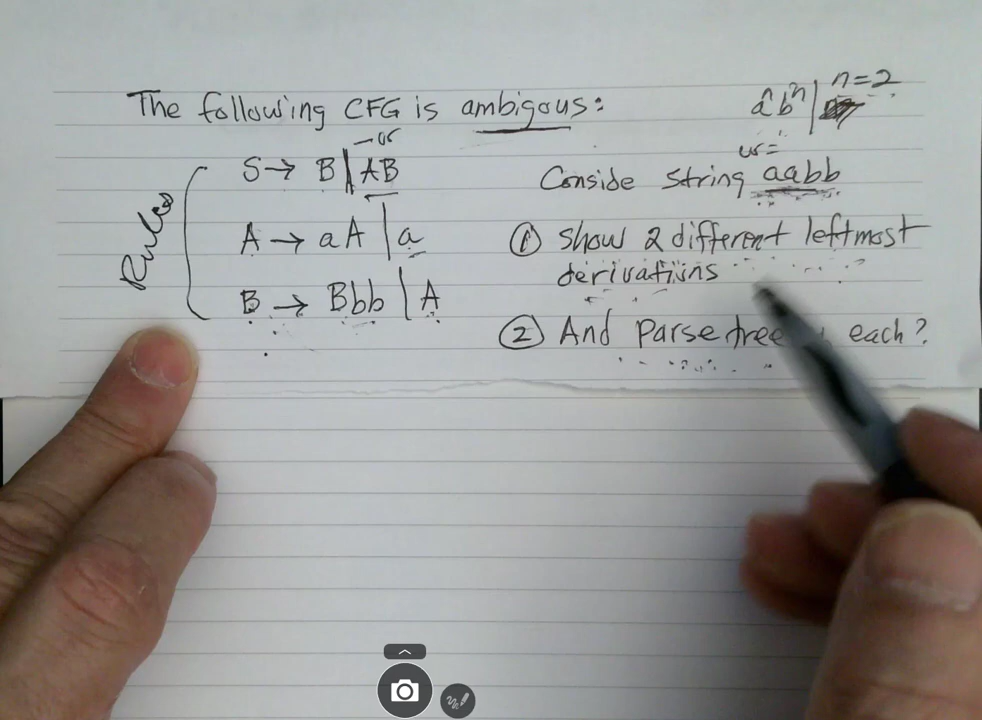 The following CFG is ambigous:
a^n b^n | n=2
Rules
S → B | AB
– or
A → aA | a
B → Bbb | A
w=
Conside string aabb
① show 2 different leftmost
derivations
② And Parse tree each?